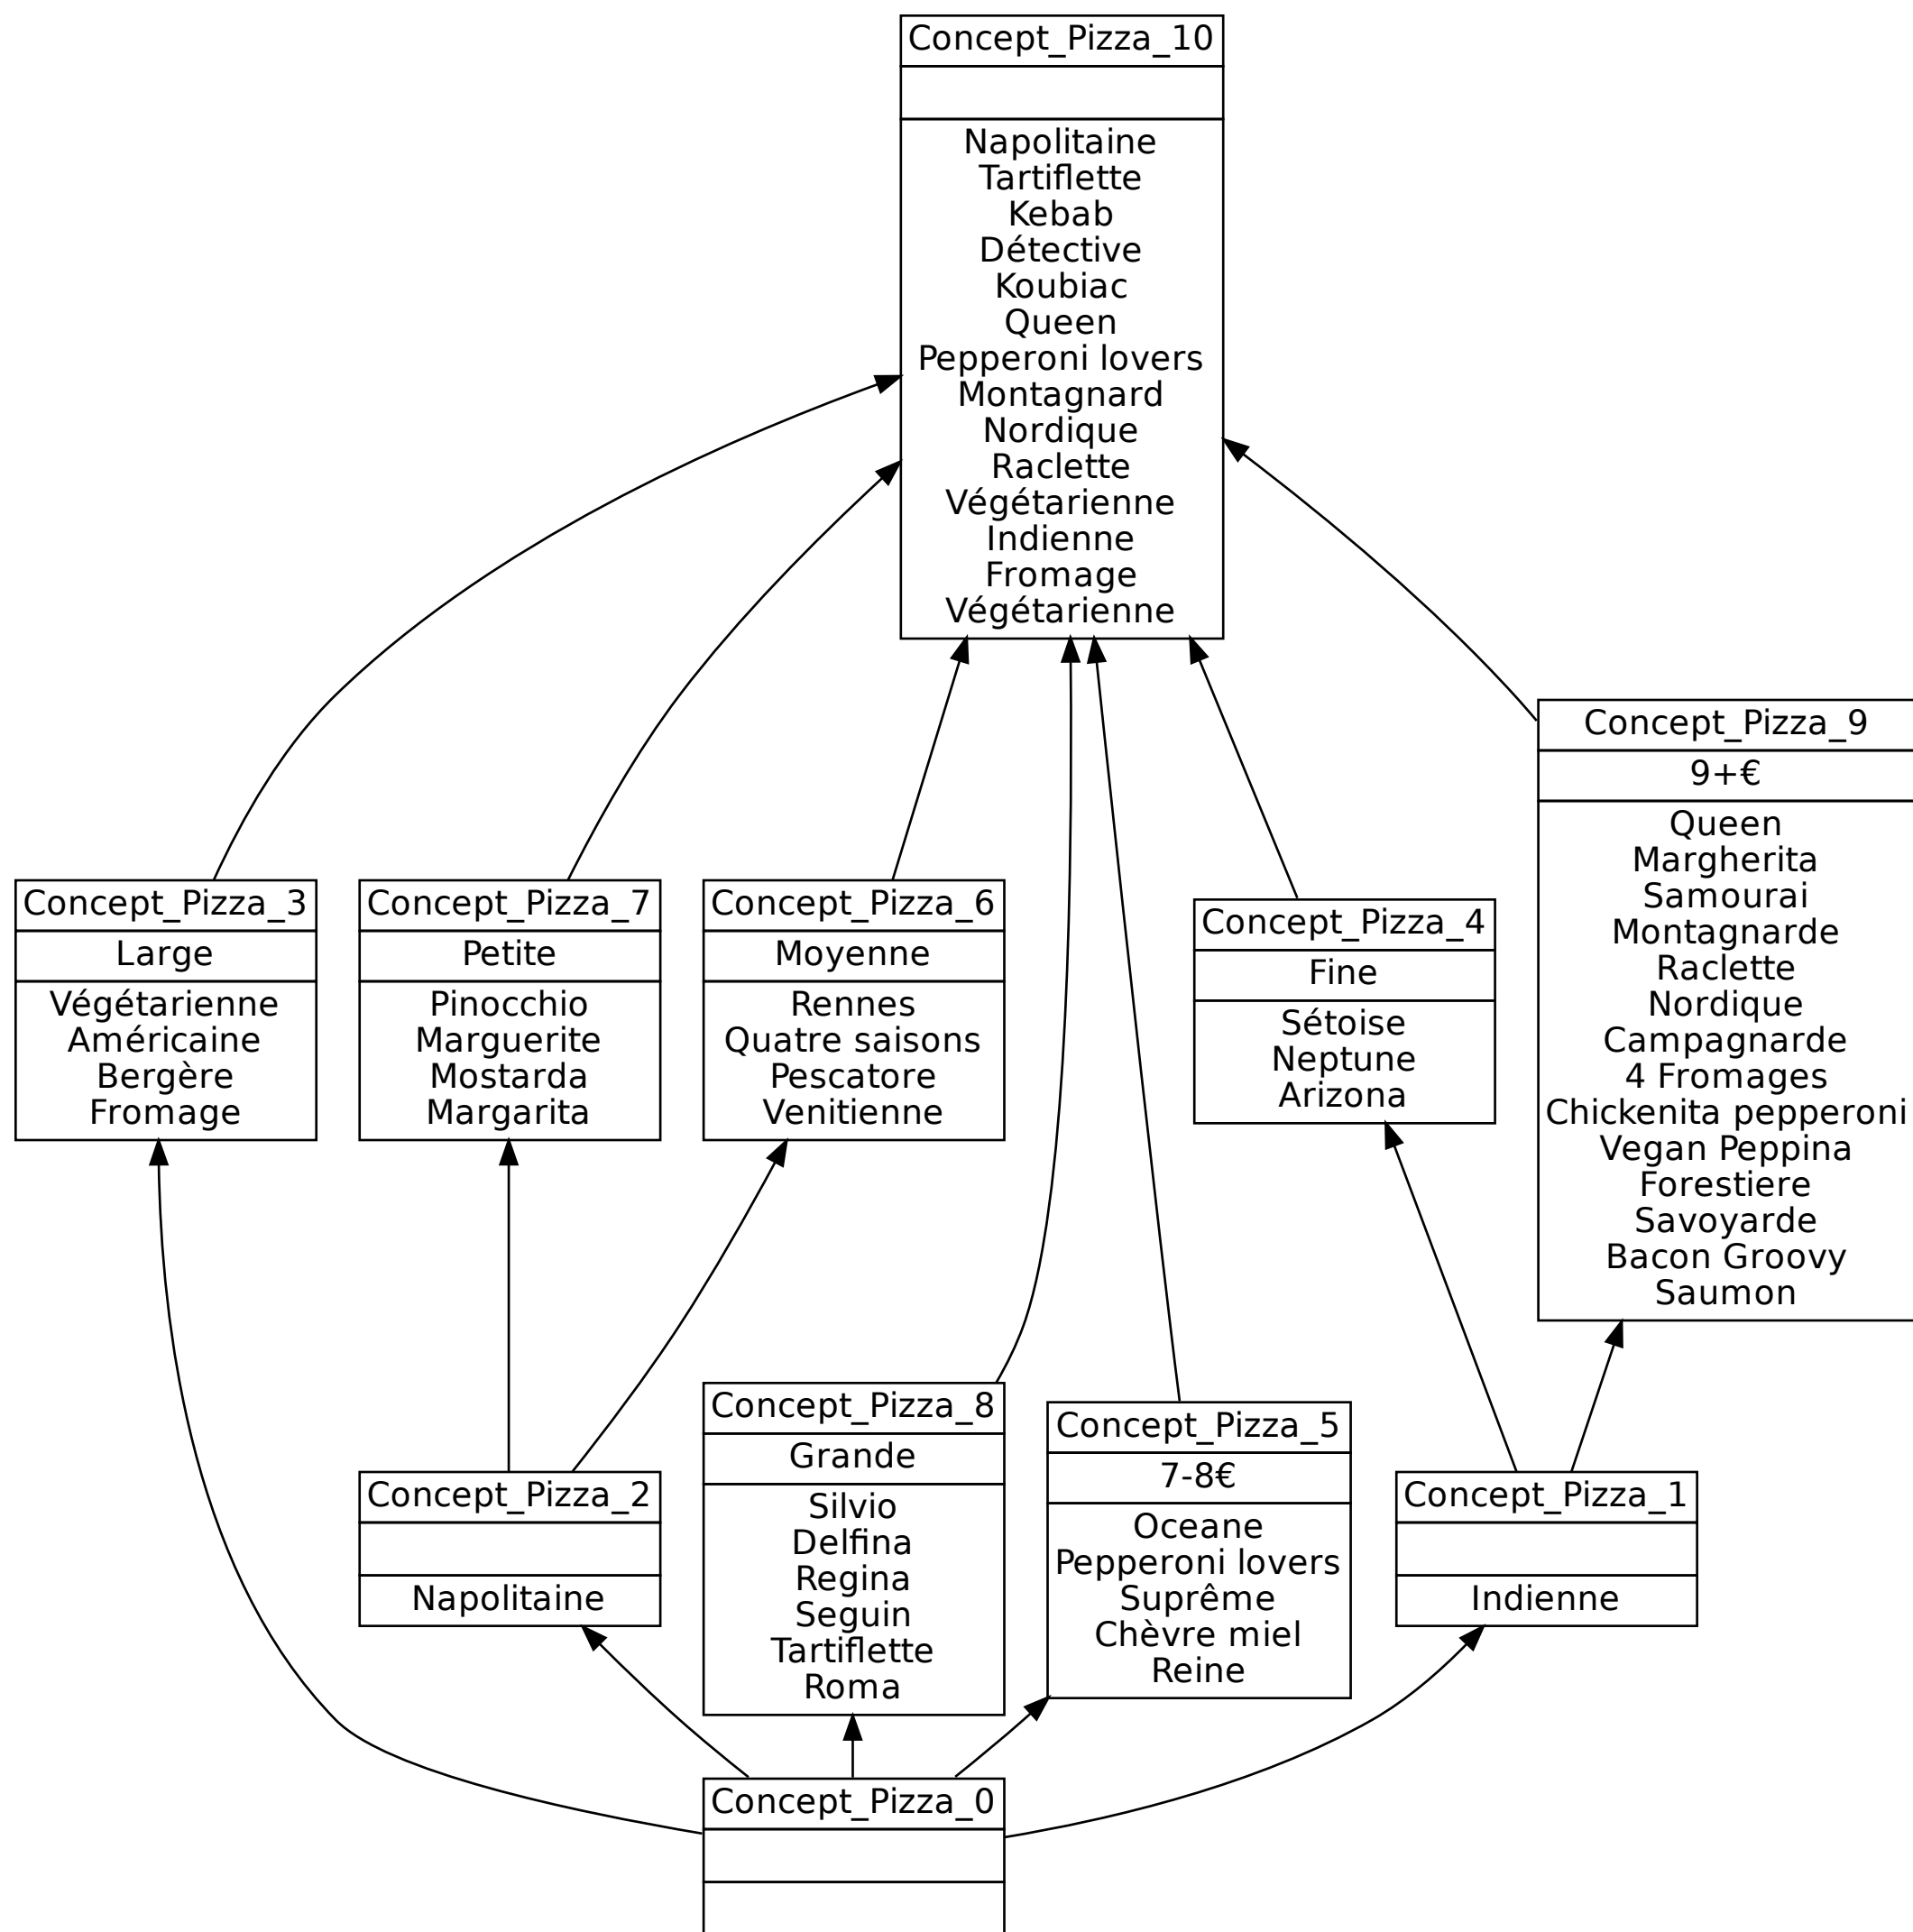 Concept_Pizza_10
Napolitaine
Tartiflette
Kebab
Détective
Koubiac
Queen
Pepperoni lovers
Montagnard
Nordique
Raclette
Végétarienne
Indienne
Fromage
Végétarienne
Concept_Pizza_9
9+€
Queen
Margherita
Samourai
Montagnarde
Raclette
Nordique
Campagnarde
4 Fromages
Chickenita pepperoni
Vegan Peppina
Forestiere
Savoyarde
Bacon Groovy
Saumon
Concept_Pizza_3
Large
Végétarienne
Américaine
Bergère
Fromage
Concept_Pizza_7
Petite
Pinocchio
Marguerite
Mostarda
Margarita
Concept_Pizza_6
Moyenne
Rennes
Quatre saisons
Pescatore
Venitienne
Concept_Pizza_4
Fine
Sétoise
Neptune
Arizona
Concept_Pizza_2
Napolitaine
Concept_Pizza_8
Grande
Silvio
Delfina
Regina
Seguin
Tartiflette
Roma
Concept_Pizza_5
7-8€
Oceane
Pepperoni lovers
Suprême
Chèvre miel
Reine
Concept_Pizza_1
Indienne
Concept_Pizza_0